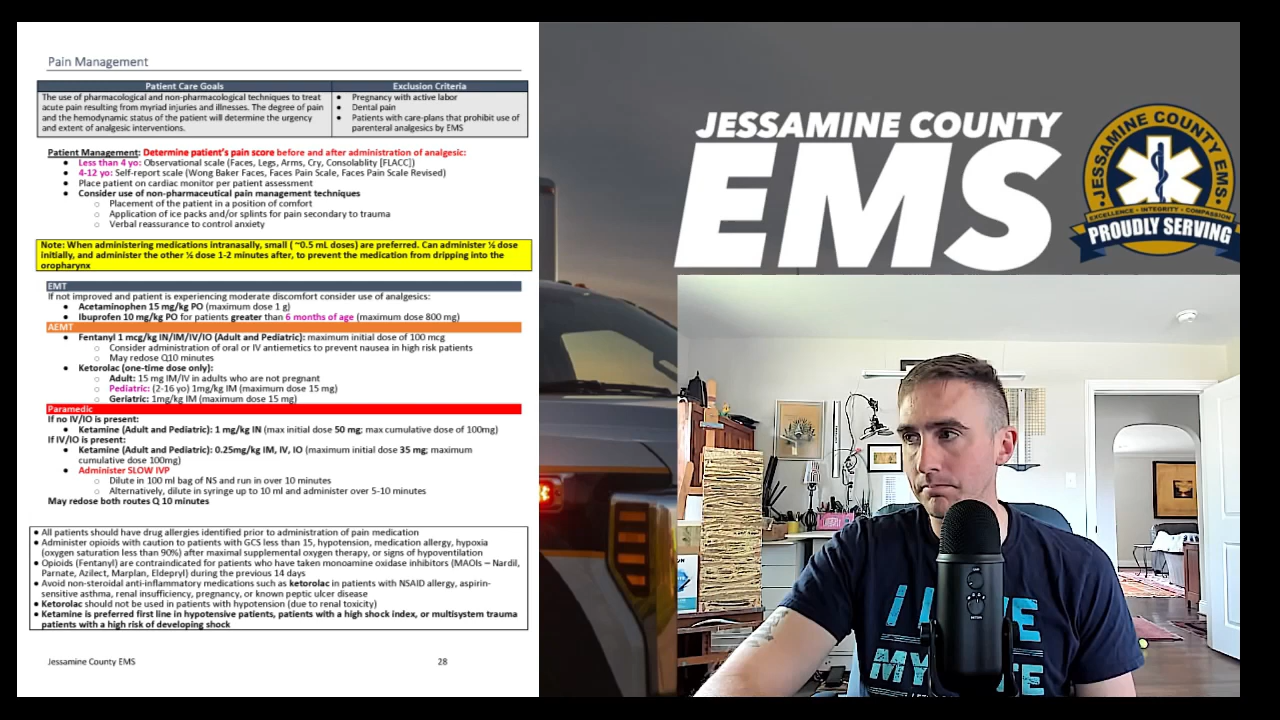 Pain Management
Patient Care Goals
Exclusion Criteria
The use of pharmacological and non-pharmacological techniques to treat
acute pain resulting from myriad injuries and illnesses. The degree of pain
and the hemodynamic status of the patient will determine the urgency
and extent of analgesic interventions.
● Pregnancy with active labor
● Dental pain
● Patients with care-plans that prohibit use of
parenteral analgesics by EMS
Patient Management: Determine patient's pain score before and after administration of analgesic:
● Less than 4 yo: Observational scale (Faces, Legs, Arms, Cry, Consolablity [FLACC])
● 4-12 yo: Self-report scale (Wong Baker Faces, Faces Pain Scale, Faces Pain Scale Revised)
● Place patient on cardiac monitor per patient assessment
● Consider use of non-pharmaceutical pain management techniques
○ Placement of the patient in a position of comfort
○ Application of ice packs and/or splints for pain secondary to trauma
○ Verbal reassurance to control anxiety
Note: When administering medications intranasally, small ( ~0.5 mL doses) are preferred. Can administer ½ dose
initially, and administer the other ½ dose 1-2 minutes after, to prevent the medication from dripping into the
oropharynx
EMT
If not improved and patient is experiencing moderate discomfort consider use of analgesics:
● Acetaminophen 15 mg/kg PO (maximum dose 1 g)
● Ibuprofen 10 mg/kg PO for patients greater than 6 months of age (maximum dose 800 mg)
AEMT
● Fentanyl 1 mcg/kg IN/IM/IV/IO (Adult and Pediatric): maximum initial dose of 100 mcg
○ Consider administration of oral or IV antiemetics to prevent nausea in high risk patients
○ May redose Q10 minutes
● Ketorolac (one-time dose only):
○ Adult: 15 mg IM/IV in adults who are not pregnant
○ Pediatric: (2-16 yo) 1mg/kg IM (maximum dose 15 mg)
○ Geriatric: 1mg/kg IM (maximum dose 15 mg)
Paramedic
If no IV/IO is present:
● Ketamine (Adult and Pediatric): 1 mg/kg IN (max initial dose 50 mg; max cumulative dose of 100mg)
If IV/IO is present:
● Ketamine (Adult and Pediatric): 0.25mg/kg IM, IV, IO (maximum initial dose 35 mg; maximum
cumulative dose 100mg)
● Administer SLOW IVP
○ Dilute in 100 ml bag of NS and run in over 10 minutes
○ Alternatively, dilute in syringe up to 10 ml and administer over 5-10 minutes
May redose both routes Q 10 minutes
● All patients should have drug allergies identified prior to administration of pain medication
● Administer opioids with caution to patients with GCS less than 15, hypotension, medication allergy, hypoxia
(oxygen saturation less than 90%) after maximal supplemental oxygen therapy, or signs of hypoventilation
● Opioids (Fentanyl) are contraindicated for patients who have taken monoamine oxidase inhibitors (MAOIs – Nardil,
Parnate, Azilect, Marplan, Eldepryl) during the previous 14 days
● Avoid non-steroidal anti-inflammatory medications such as ketorolac in patients with NSAID allergy, aspirin-
sensitive asthma, renal insufficiency, pregnancy, or known peptic ulcer disease
● Ketorolac should not be used in patients with hypotension (due to renal toxicity)
● Ketamine is preferred first line in hypotensive patients, patients with a high shock index, or multisystem trauma
patients with a high risk of developing shock
Jessamine County EMS
28
JESSAMINE COUNTY
EMS
JESSAMINE COUNTY EMS
EXCELLENCE • INTEGRITY • COMPASSION
PROUDLY SERVING